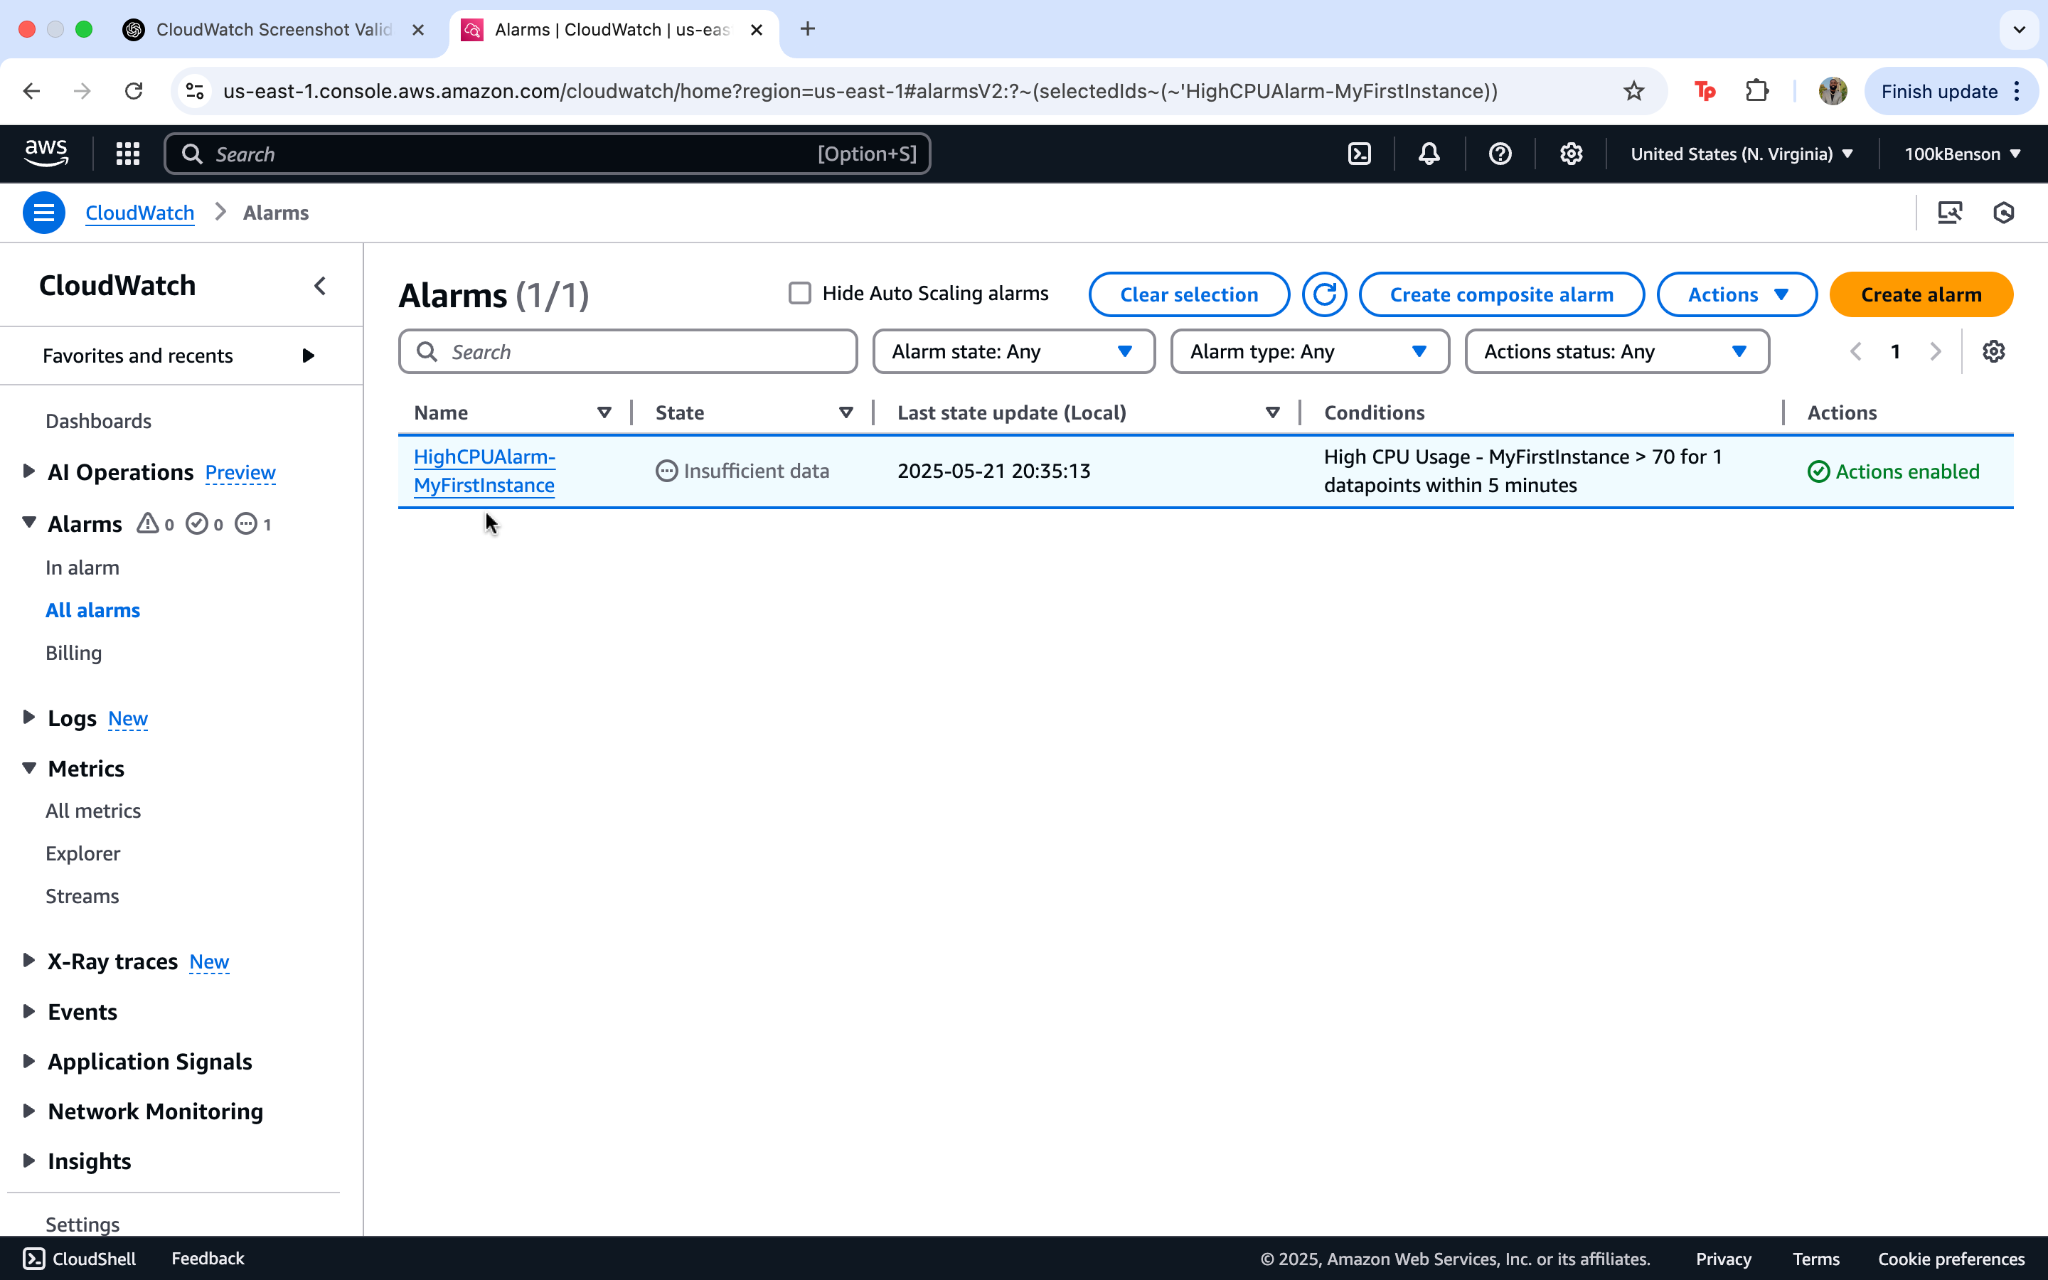 CloudWatch Screenshot Valid
Alarms | CloudWatch | us-eas
us-east-1.console.aws.amazon.com/cloudwatch/home?region=us-east-1#alarmsV2:?~(selectedIds~(~'HighCPUAlarm-MyFirstInstance))
Tp
Finish update
aws
Search
[Option+S]
United States (N. Virginia)
100kBenson
CloudWatch
Alarms
CloudWatch
Favorites and recents
Dashboards
AI Operations Preview
Alarms 0 0 1
In alarm
All alarms
Billing
Logs New
Metrics
All metrics
Explorer
Streams
X-Ray traces New
Events
Application Signals
Network Monitoring
Insights
Settings
Alarms (1/1)
Hide Auto Scaling alarms
Clear selection
Create composite alarm
Actions
Create alarm
Search
Alarm state: Any
Alarm type: Any
Actions status: Any
1
Name
State
Last state update (Local)
Conditions
Actions
HighCPUAlarm-
MyFirstInstance
Insufficient data
2025-05-21 20:35:13
High CPU Usage - MyFirstInstance > 70 for 1
datapoints within 5 minutes
Actions enabled
CloudShell
Feedback
© 2025, Amazon Web Services, Inc. or its affiliates.
Privacy
Terms
Cookie preferences